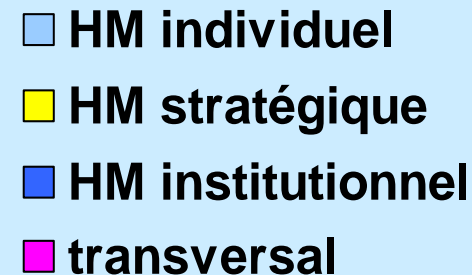 HM individuel
HM stratégique
HM institutionnel
transversal